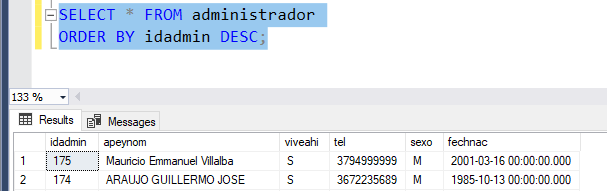 SELECT * FROM administrador
ORDER BY idadmin DESC;
133 %
Results Messages
idadmin apeynom viveahi tel sexo fechnac
1 175 Mauricio Emmanuel Villalba S 3794999999 M 2001-03-16 00:00:00.000
2 174 ARAUJO GUILLERMO JOSE S 3672235689 M 1985-10-13 00:00:00.000